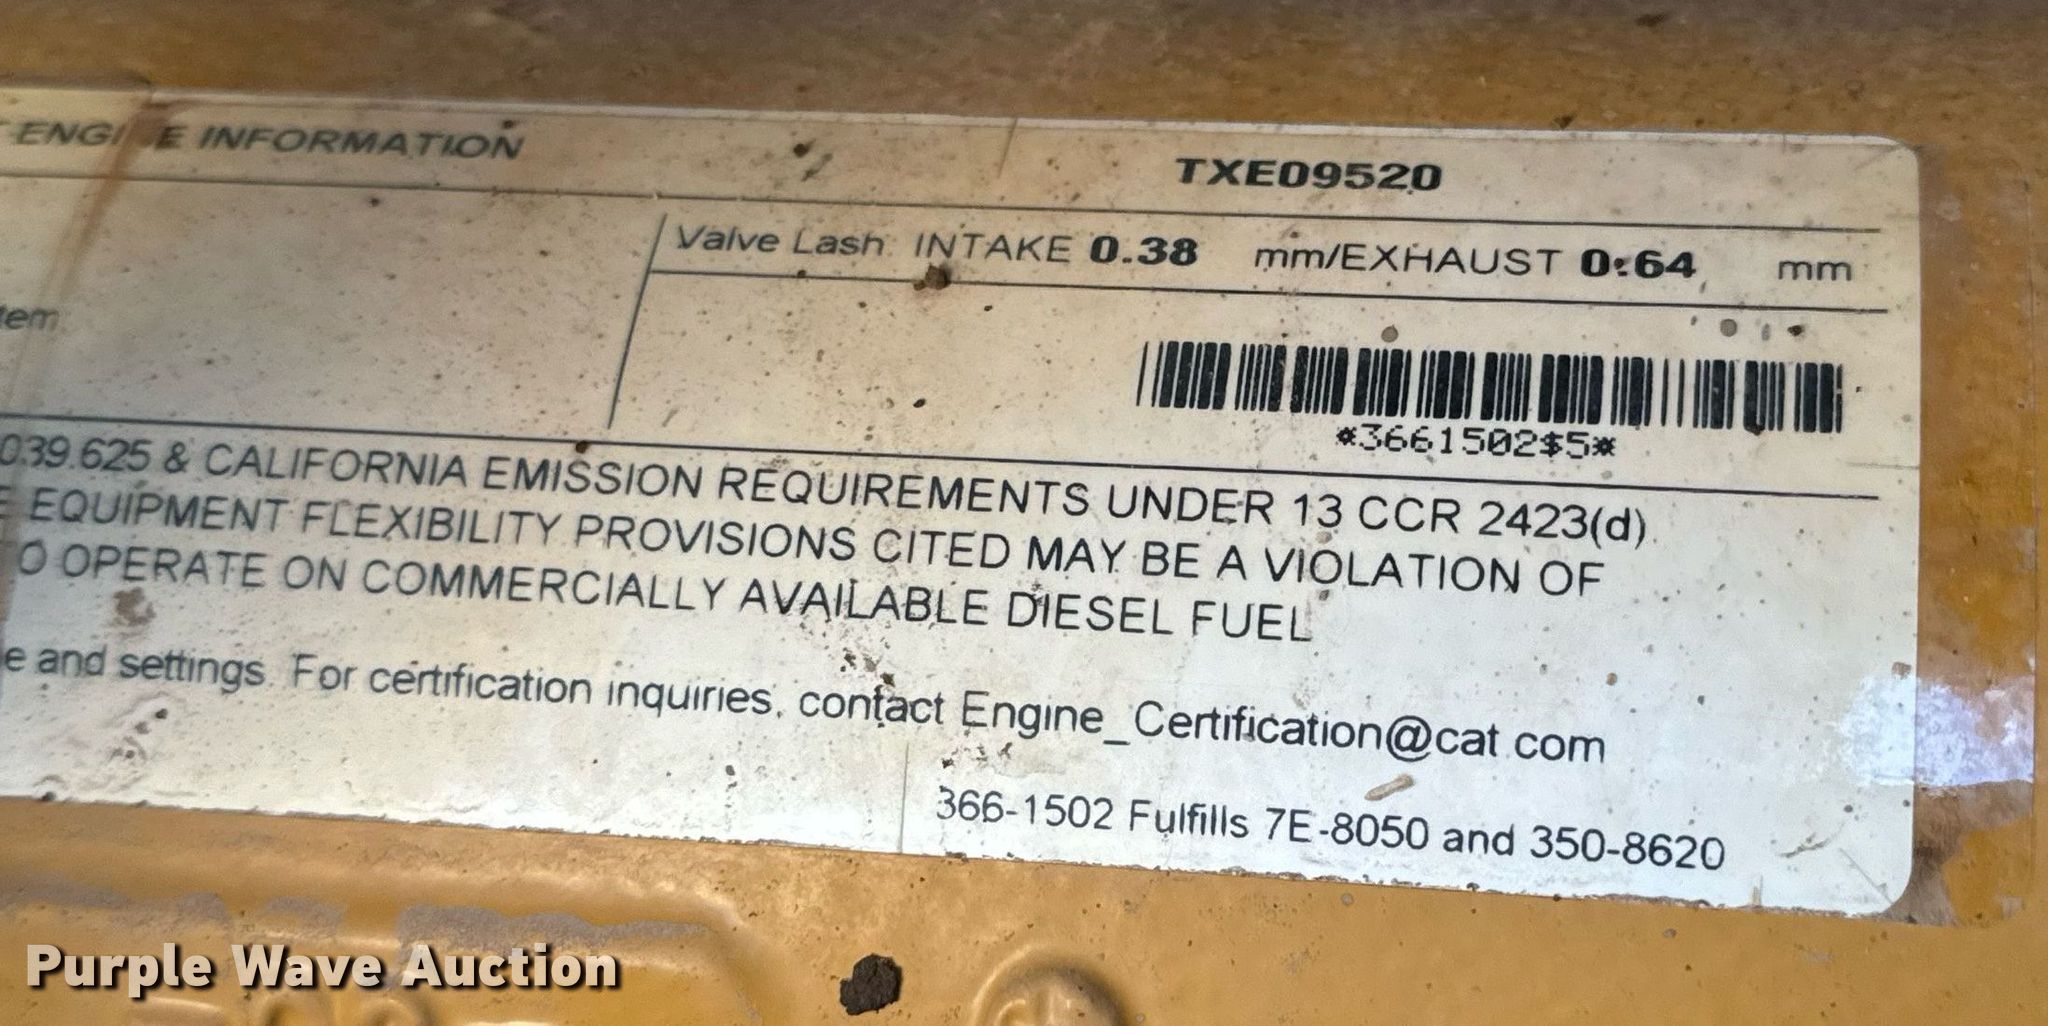 ENGINE INFORMATION
TXE09520
Valve Lash: INTAKE 0.38 mm/EXHAUST 0.64 mm
tem
*3661502$5*
039.625 & CALIFORNIA EMISSION REQUIREMENTS UNDER 13 CCR 2423(d).
E EQUIPMENT FLEXIBILITY PROVISIONS CITED MAY BE A VIOLATION OF
TO OPERATE ON COMMERCIALLY AVAILABLE DIESEL FUEL
e and settings. For certification inquiries, contact Engine_Certification@cat.com
366-1502 Fulfills 7E-8050 and 350-8620
Purple Wave Auction